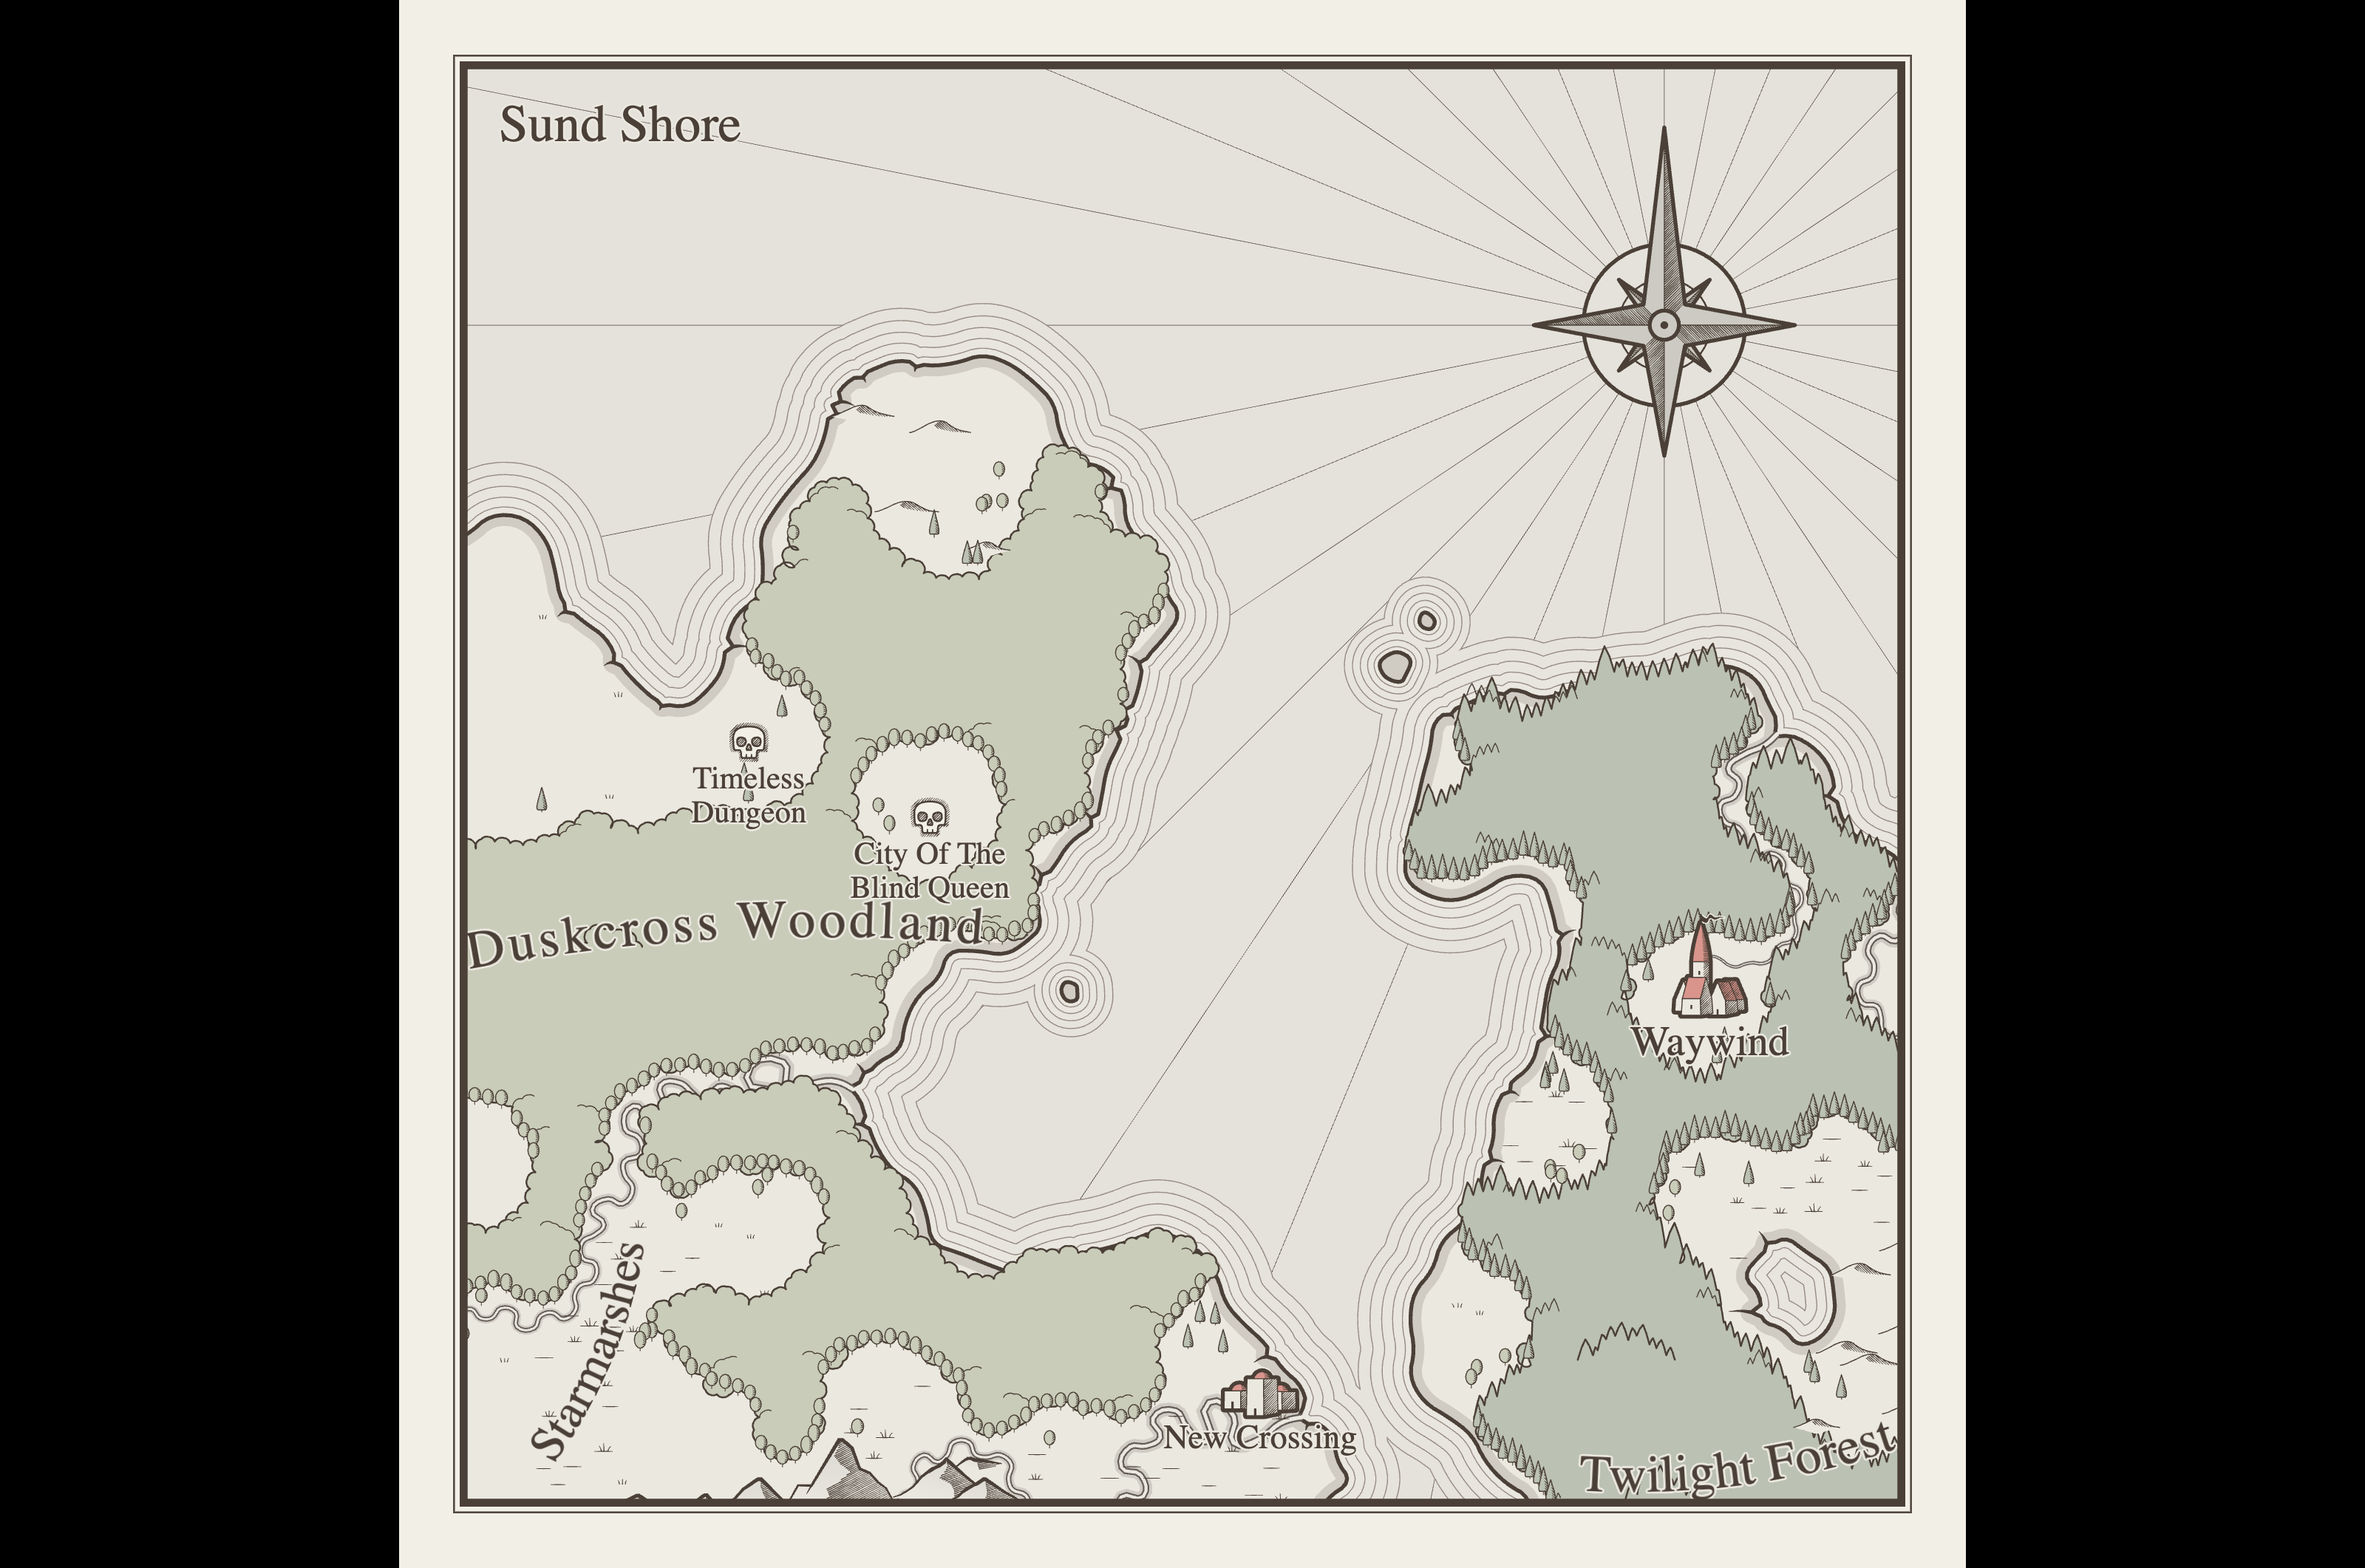 Sund Shore
Timeless
Dungeon
City Of The
Blind Queen
Duskcross Woodland
Waywind
Starmarshes
New Crossing
Twilight Forest